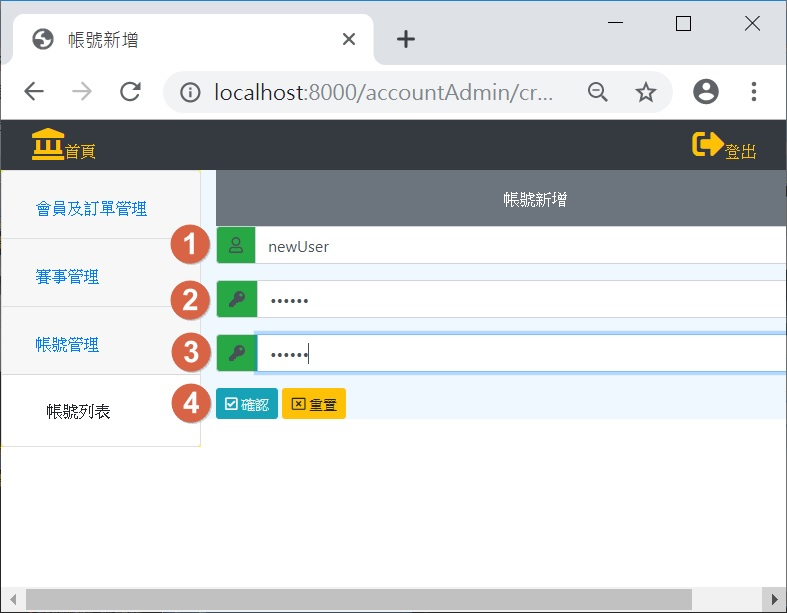 帳號新增
localhost:8000/accountAdmin/cr...
首頁
登出
會員及訂單管理
帳號新增
1
newUser
賽事管理
2
••••••
帳號管理
3
••••••
4
確認
重置
帳號列表